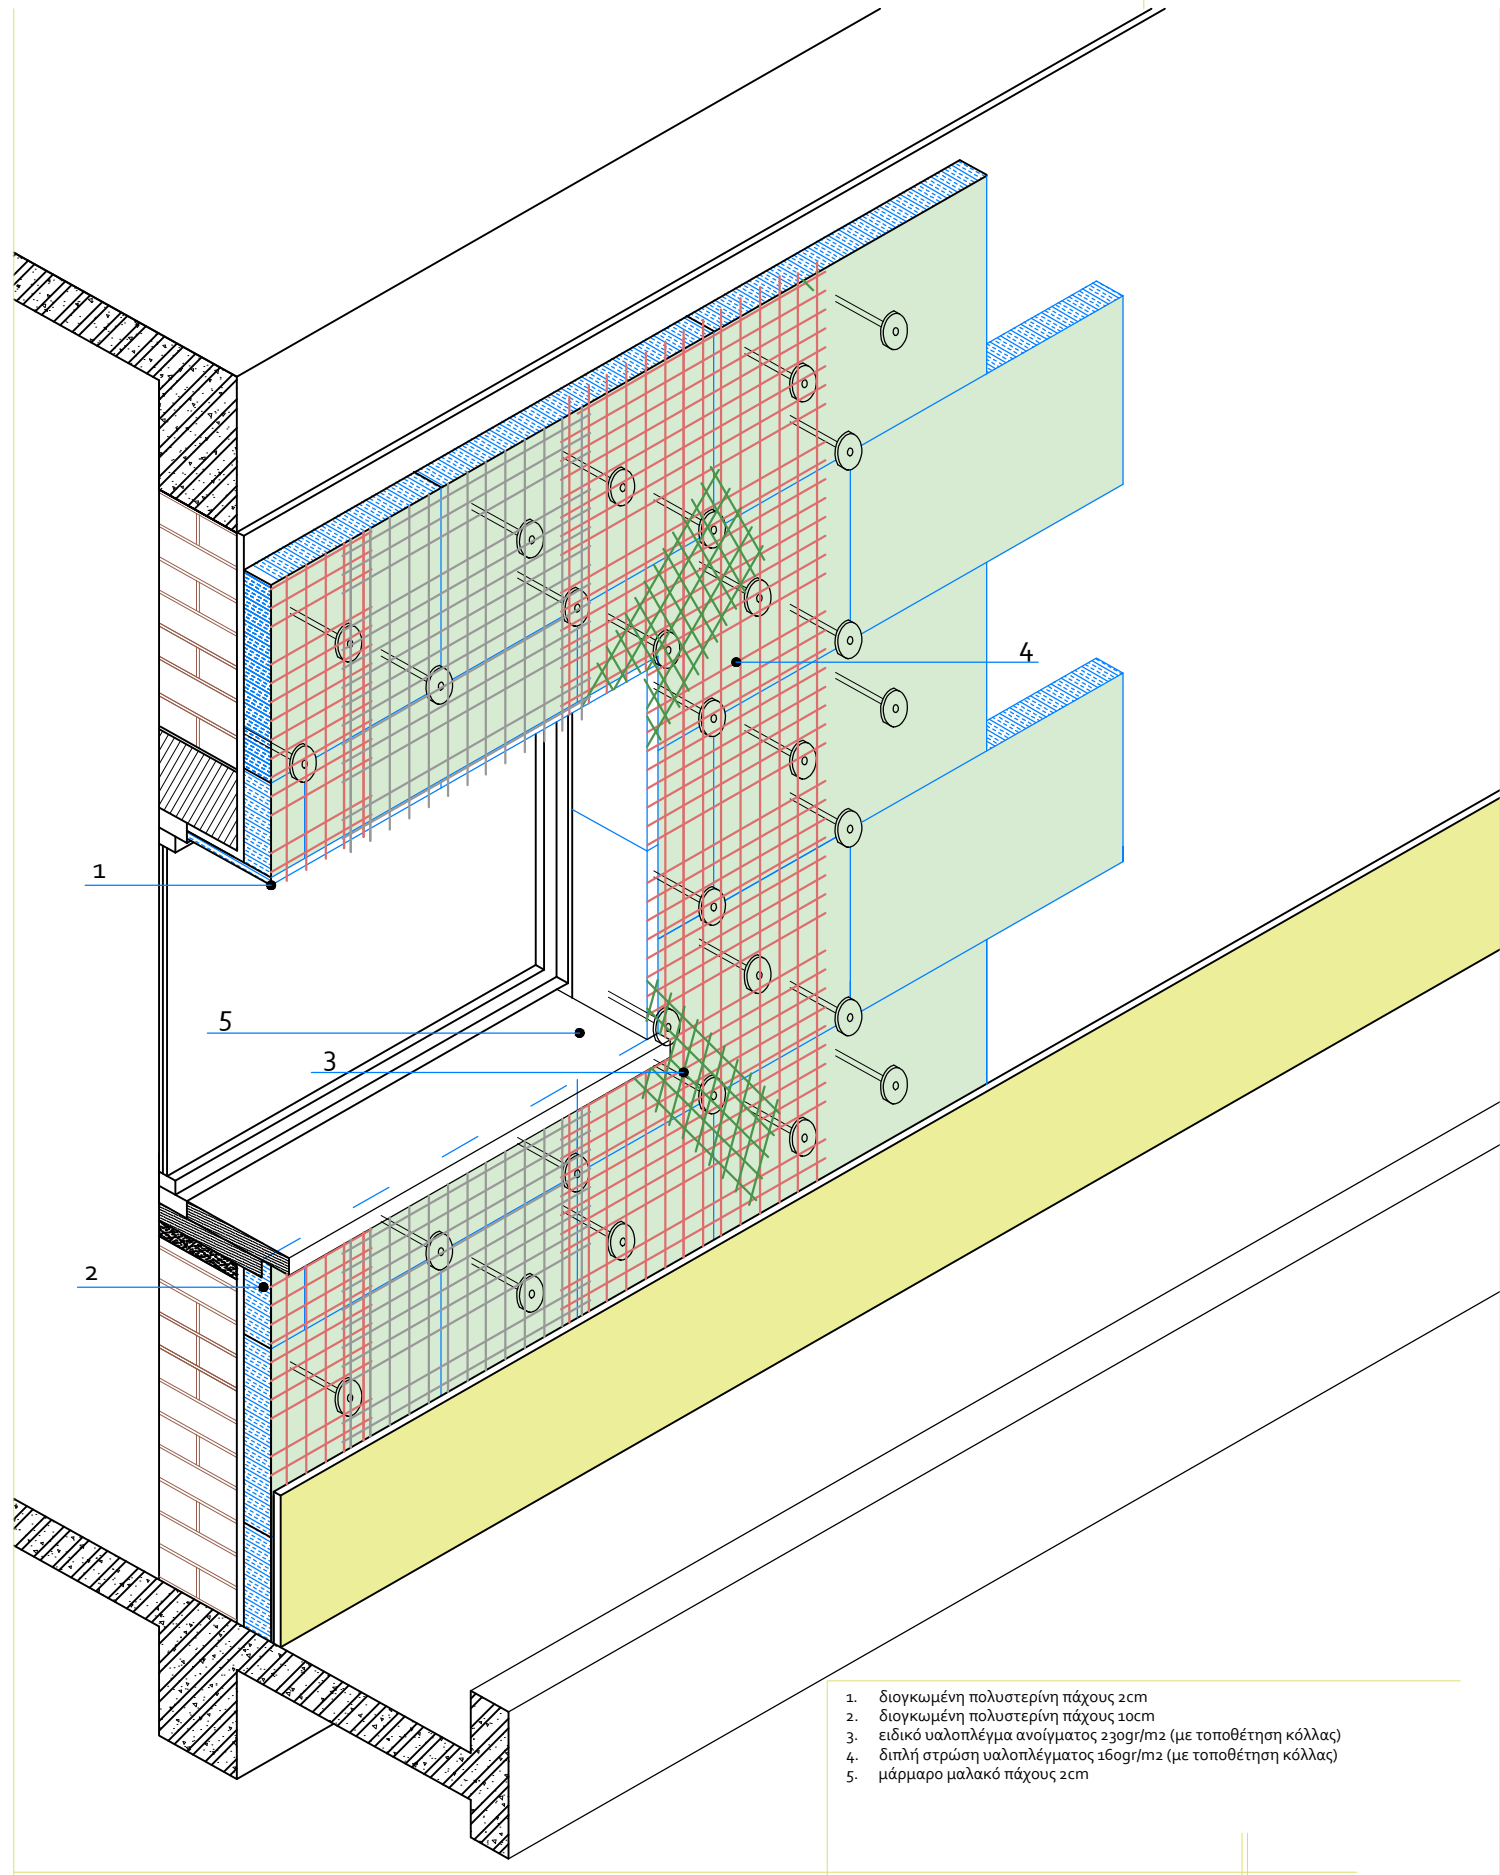 4
1
5
3
2
1. διογκωμένη πολυστερίνη πάχους 2cm
2. διογκωμένη πολυστερίνη πάχους 10cm
3. ειδικό υαλοπλέγμα ανοίγματος 230gr/m2 (με τοποθέτηση κόλλας)
4. διπλή στρώση υαλοπλέγματος 160gr/m2 (με τοποθέτηση κόλλας)
5. μάρμαρο μαλακό πάχους 2cm